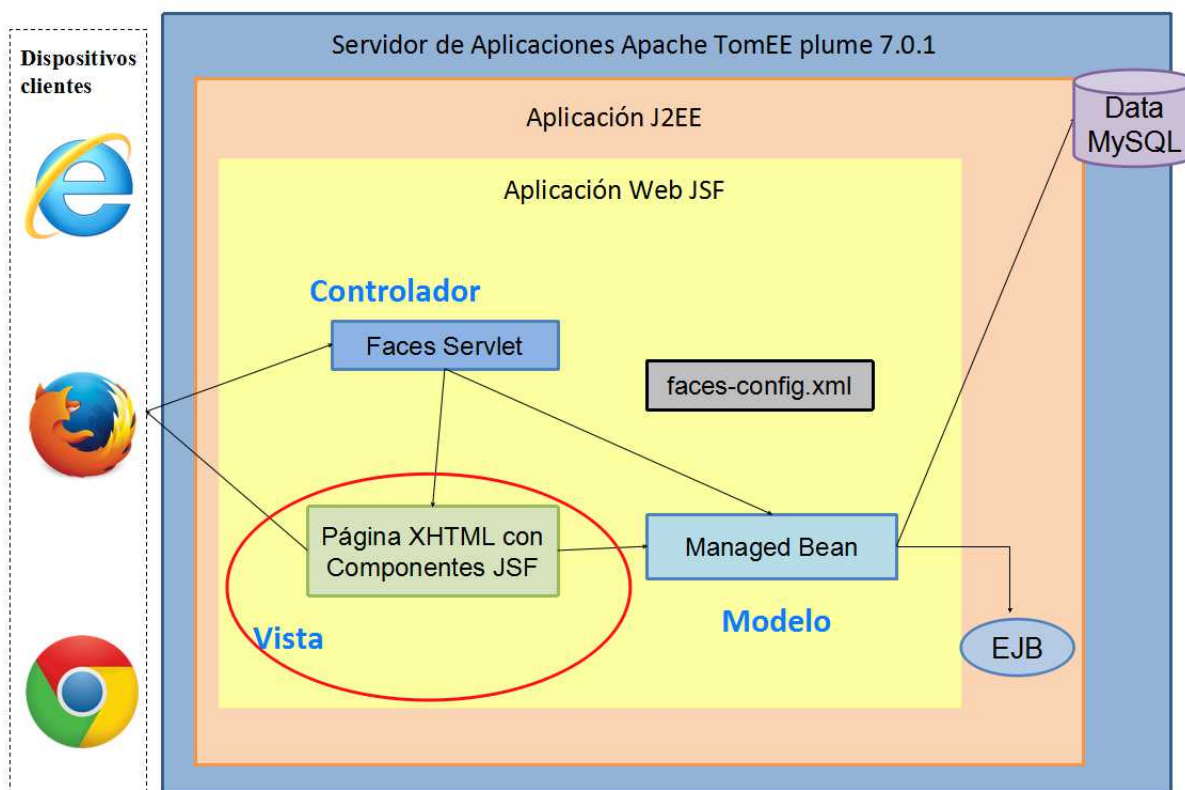 Servidor de Aplicaciones Apache TomEE plume 7.0.1
Dispositivos
clientes
Aplicación J2EE
Data
MySQL
Aplicación Web JSF
Controlador
Faces Servlet
faces-config.xml
Página XHTML con
Componentes JSF
Managed Bean
Vista
Modelo
EJB